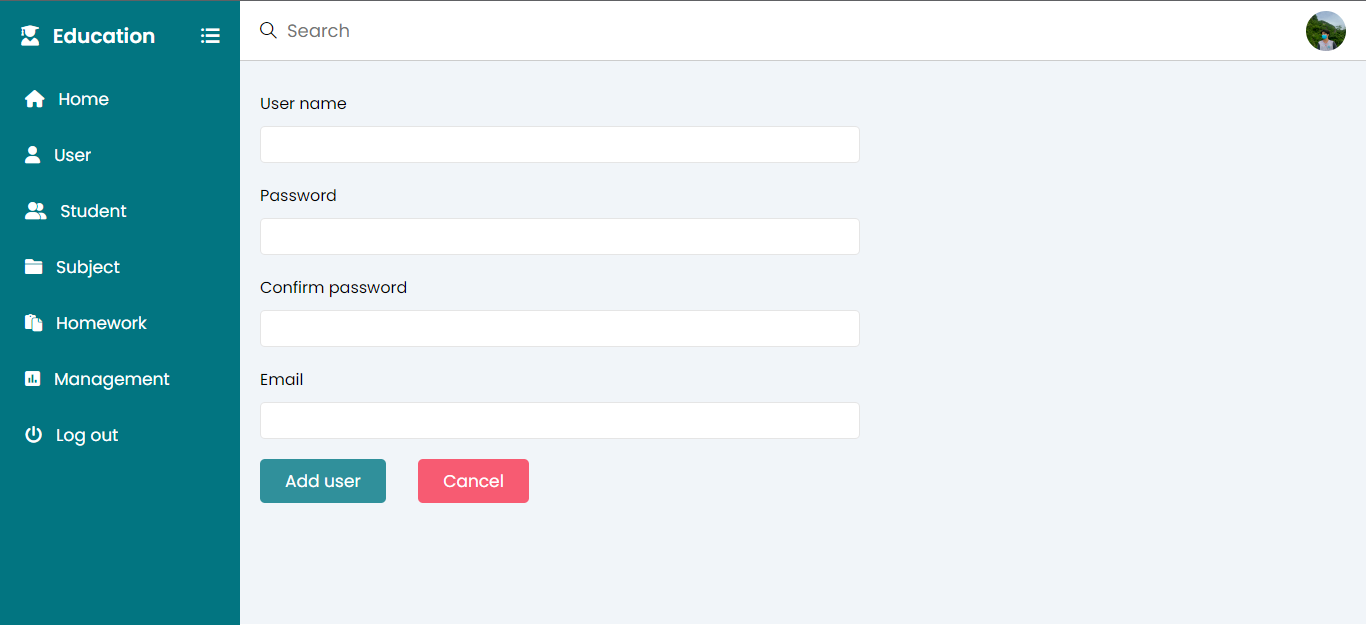 Education
Home
User
Student
Subject
Homework
Management
Log out
Search
User name
Password
Confirm password
Email
Add user
Cancel